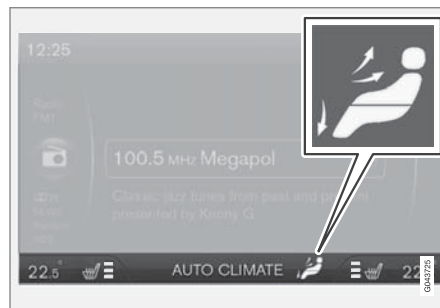 12:25
Radio
FM1
100.5 MHz Megapol
Classic jazz tunes from past and present
presented by Kenny G
22.5° AUTO CLIMATE 22
G043725